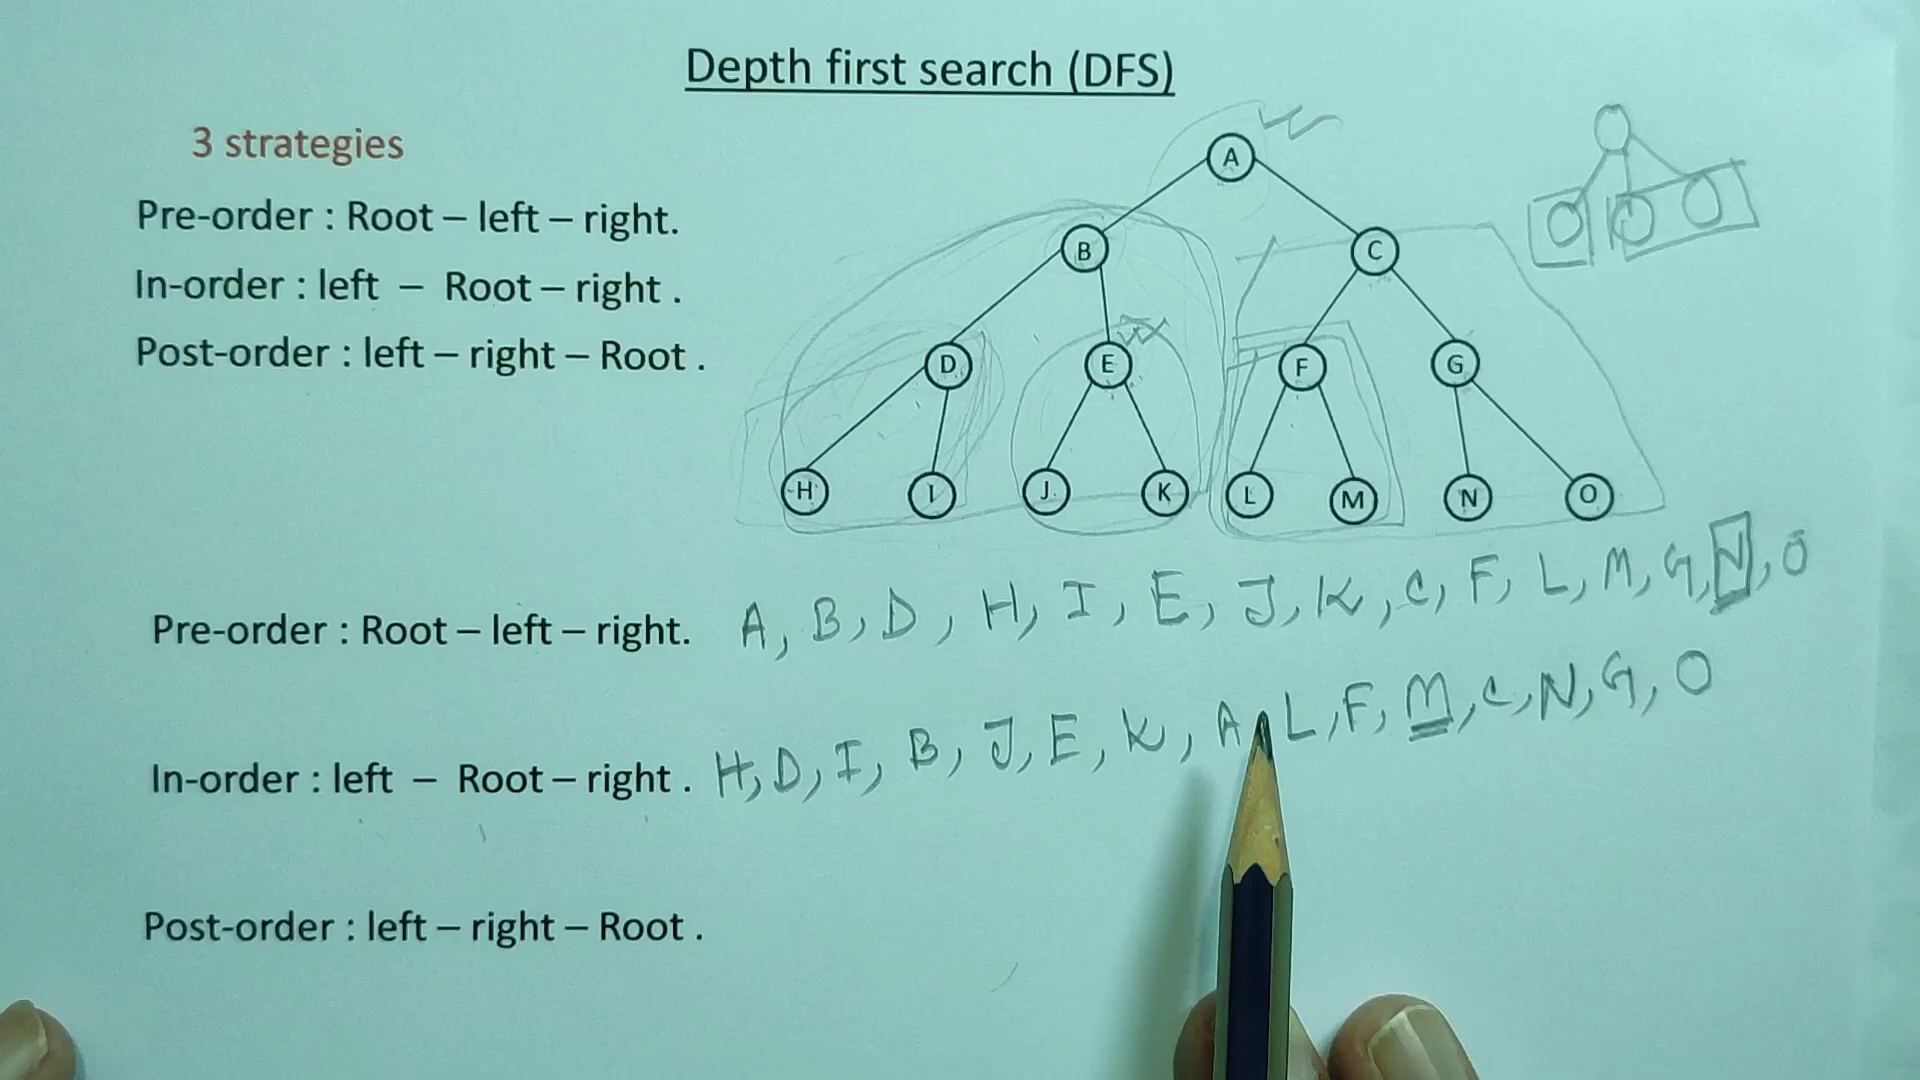 Depth first search (DFS)
3 strategies
Pre-order : Root – left – right.
In-order : left – Root – right .
Post-order : left – right – Root .
A
B C
D E F G
H I J K L M N O
Pre-order : Root – left – right. A, B, D, H, I, E, J, K, C, F, L, M, G, N, O
In-order : left – Root – right . H, D, I, B, J, E, K, A, L, F, M, C, N, G, O
Post-order : left – right – Root .